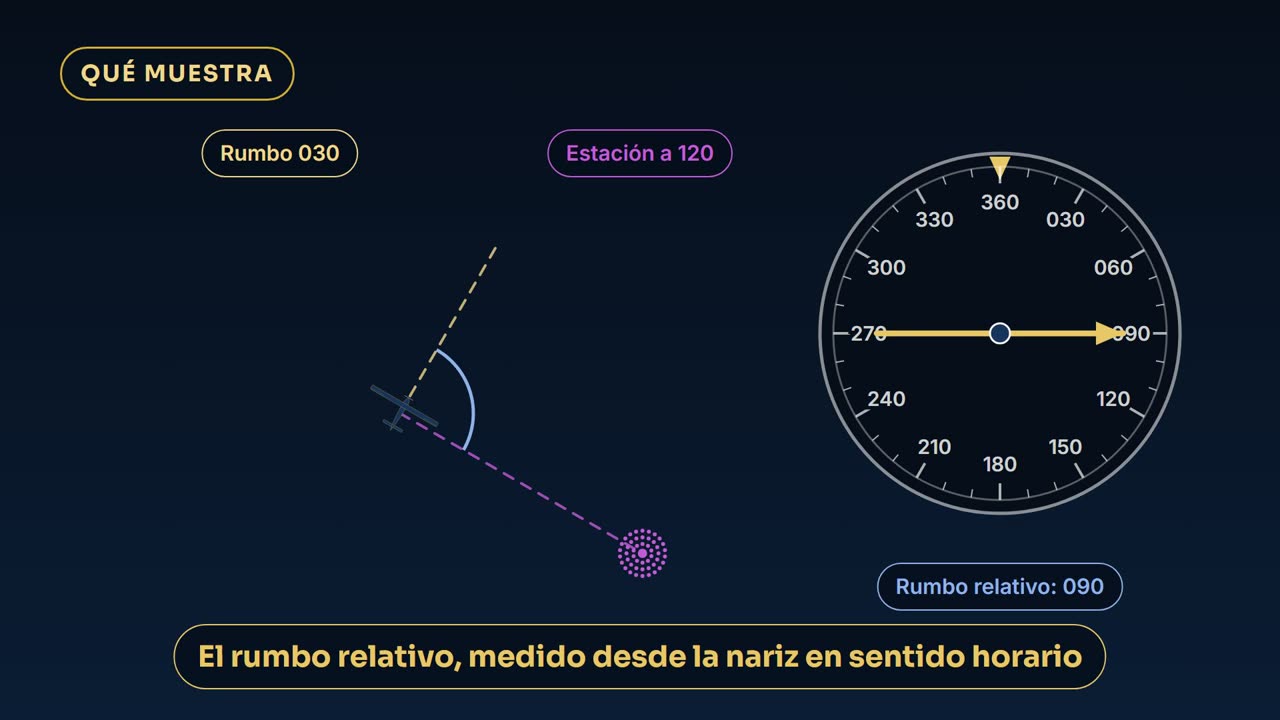 QUÉ MUESTRA
Rumbo 030
Estación a 120
360
030
060
090
120
150
180
210
240
270
300
330
Rumbo relativo: 090
El rumbo relativo, medido desde la nariz en sentido horario